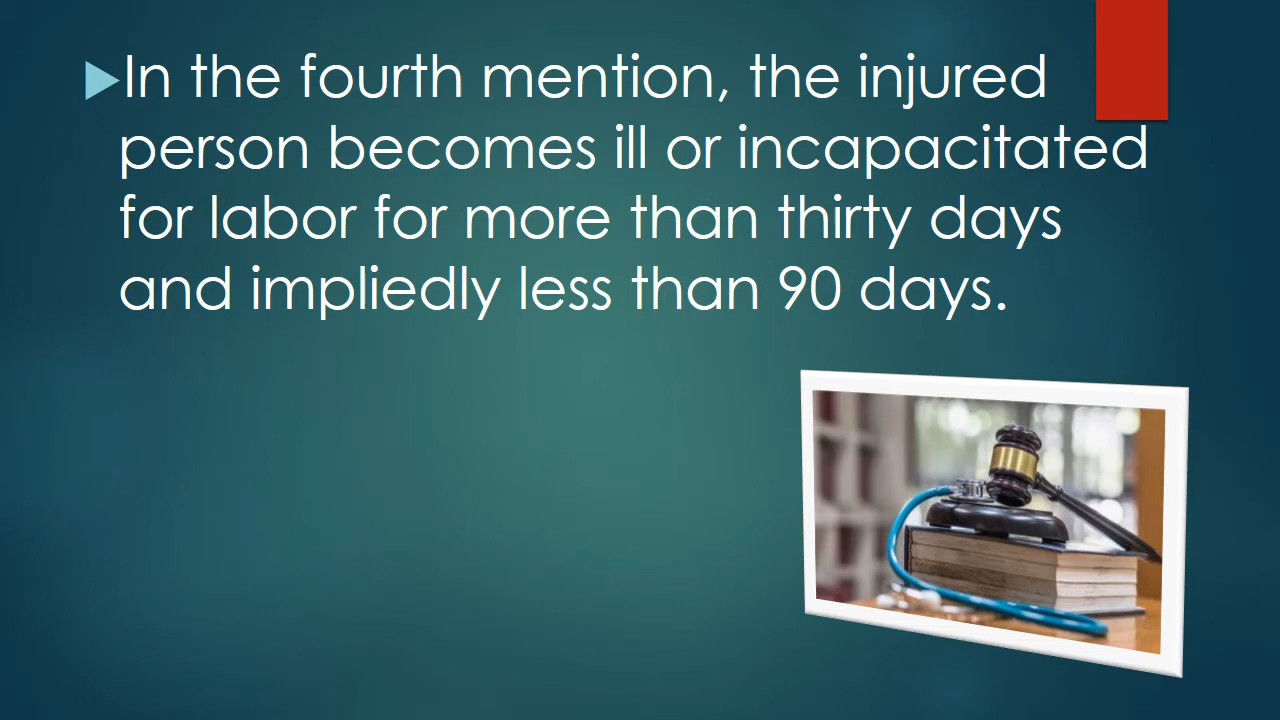 In the fourth mention, the injured
person becomes ill or incapacitated
for labor for more than thirty days
and impliedly less than 90 days.